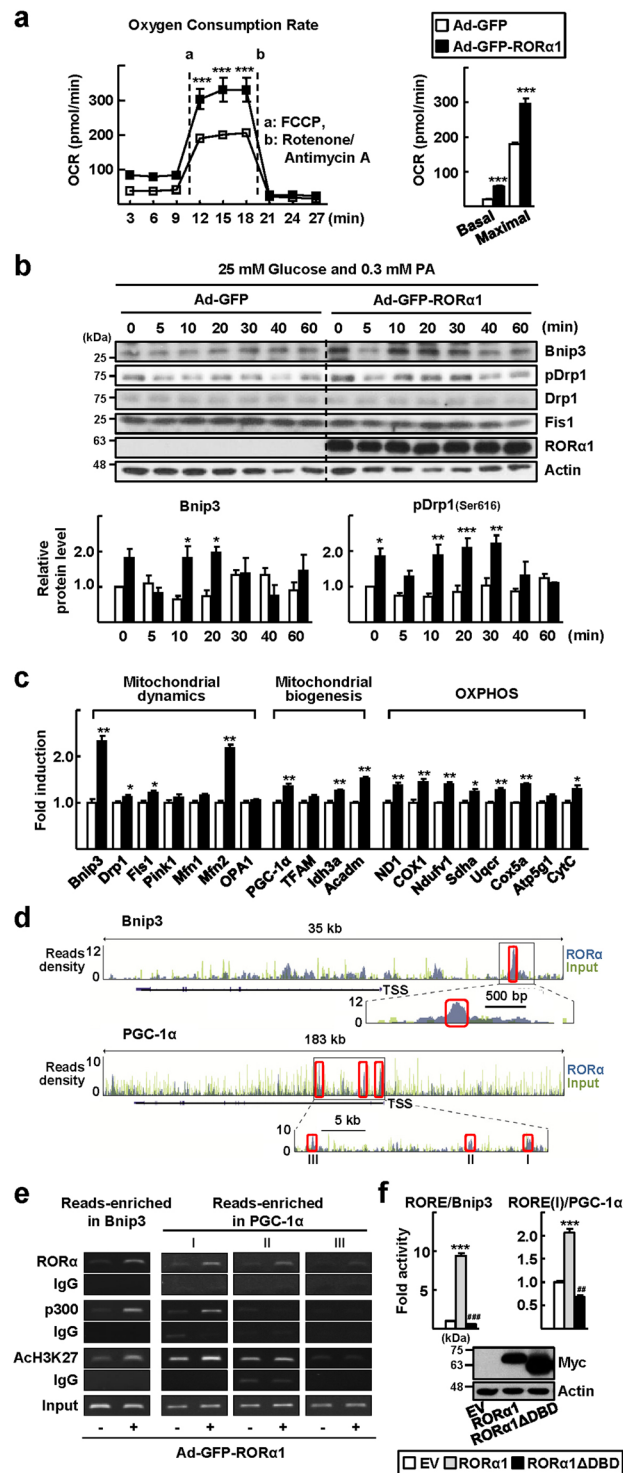 a
Oxygen Consumption Rate
Ad-GFP
Ad-GFP-RORα1
a b
*** *** ***
OCR (pmol/min)
300
200
100
a: FCCP,
b: Rotenone/
Antimycin A
3 6 9 12 15 18 21 24 27 (min)
OCR (pmol/min)
300
200
100
***
***
Basal
Maximal
b
25 mM Glucose and 0.3 mM PA
Ad-GFP Ad-GFP-RORα1
0 5 10 20 30 40 60 0 5 10 20 30 40 60 (min)
(kDa)
25 Bnip3
75 pDrp1
75 Drp1
25 Fis1
63 RORα1
48 Actin
Bnip3 pDrp1(Ser616)
Relative protein level
2.0
1.0
* *
0 5 10 20 30 40 60
2.0
1.0
* ** *** **
0 5 10 20 30 40 60 (min)
c
Mitochondrial dynamics
Mitochondrial biogenesis
OXPHOS
Fold induction
2.0
1.0
** * * ** ** * ** ** ** ** * ** ** *
Bnip3 Drp1 Fis1 Pink1 Mfn1 Mfn2 OPA1 PGC-1α TFAM Idh3a Acadm ND1 COX1 Ndufv1 Sdha Uqcr Cox5a Atp5g1 CytC
d
Bnip3
35 kb
Reads density
12
0
RORα
Input
TSS
12
0
500 bp
PGC-1α
183 kb
Reads density
10
0
RORα
Input
TSS
5 kb
10
0
III II I
e
Reads-enriched in Bnip3
Reads-enriched in PGC-1α
I II III
RORα
IgG
p300
IgG
AcH3K27
IgG
Input
- + - + - + - +
Ad-GFP-RORα1
f
RORE/Bnip3 RORE(I)/PGC-1α
Fold activity
10
5
***
###
2.0
1.5
1.0
0.5
***
##
(kDa)
75
63
Myc
48
Actin
EV
RORα1
RORα1ΔDBD
EV RORα1 RORα1ΔDBD